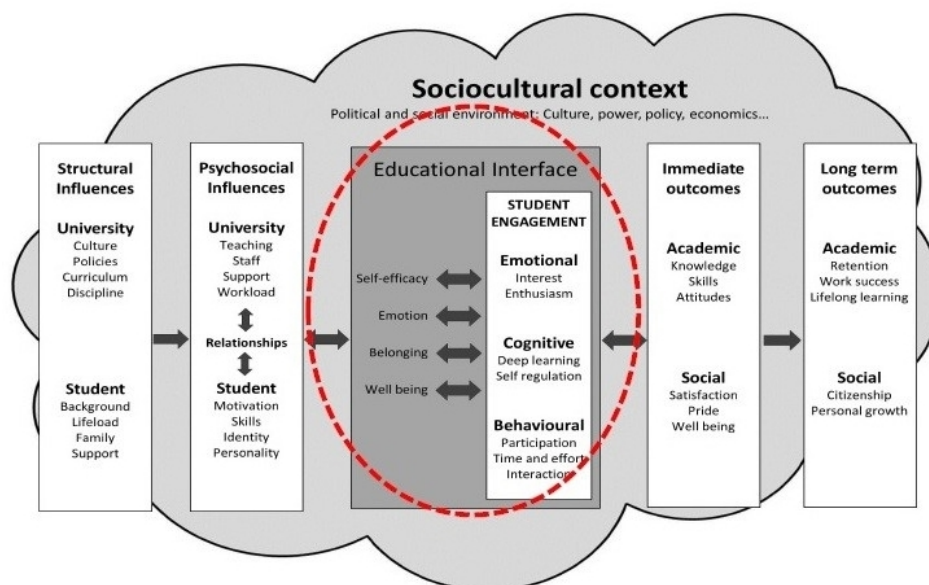 Sociocultural context
Political and social environment: Culture, power, policy, economics...
Structural
Influences
University
Culture
Policies
Curriculum
Discipline
Student
Background
Lifeload
Family
Support
Psychosocial
Influences
University
Teaching
Staff
Support
Workload
Relationships
Student
Motivation
Skills
Identity
Personality
Educational Interface
Self-efficacy
Emotion
Belonging
Well being
STUDENT
ENGAGEMENT
Emotional
Interest
Enthusiasm
Cognitive
Deep learning
Self regulation
Behavioural
Participation
Time and effort
Interaction
Immediate
outcomes
Academic
Knowledge
Skills
Attitudes
Social
Satisfaction
Pride
Well being
Long term
outcomes
Academic
Retention
Work success
Lifelong learning
Social
Citizenship
Personal growth